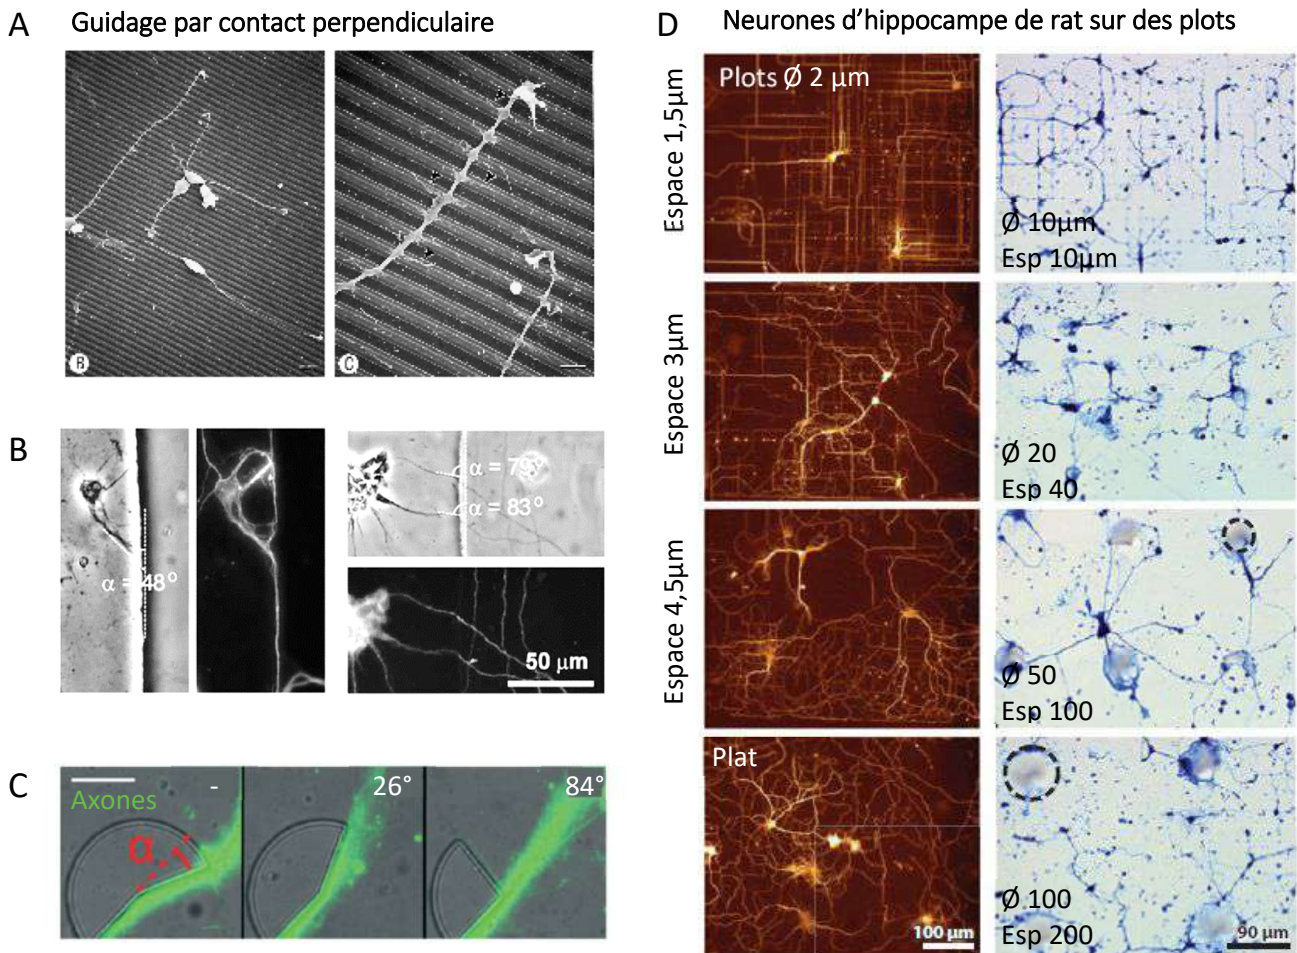 A
Guidage par contact perpendiculaire
B
C
B
α = 48°
α = 79°
α = 83°
50 µm
C
Axones
-
α
26°
84°
D
Neurones d’hippocampe de rat sur des plots
Espace 1,5µm
Plots Ø 2 µm
Ø 10µm
Esp 10µm
Espace 3µm
Ø 20
Esp 40
Espace 4,5µm
Ø 50
Esp 100
Plat
100 µm
Ø 100
Esp 200
90 µm